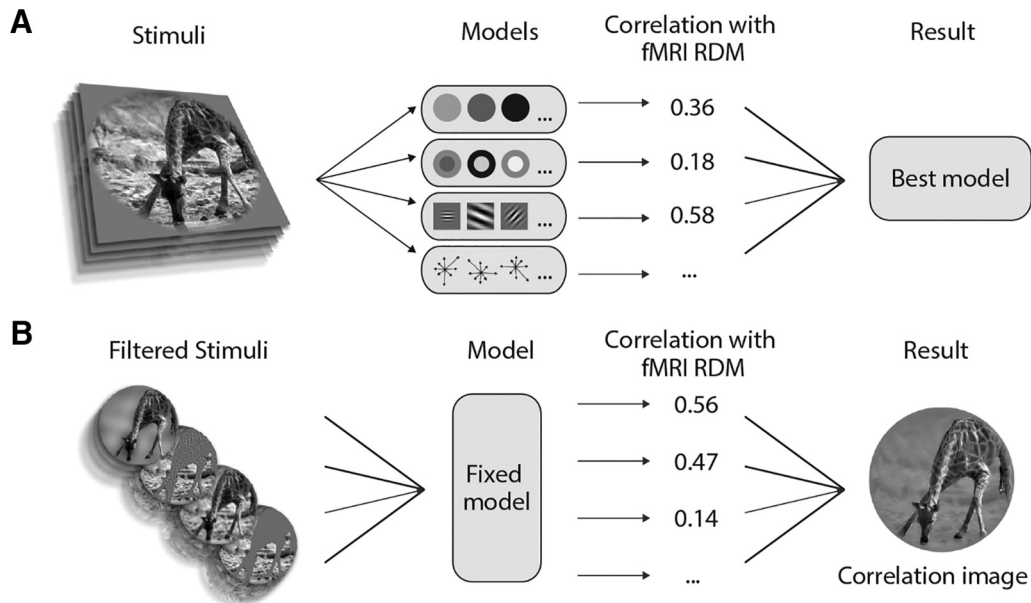 A
Stimuli
Models
Correlation with
fMRI RDM
Result
...
0.36
...
0.18
...
0.58
...
...
Best model
B
Filtered Stimuli
Model
Correlation with
fMRI RDM
Result
Fixed
model
0.56
0.47
0.14
...
Correlation image